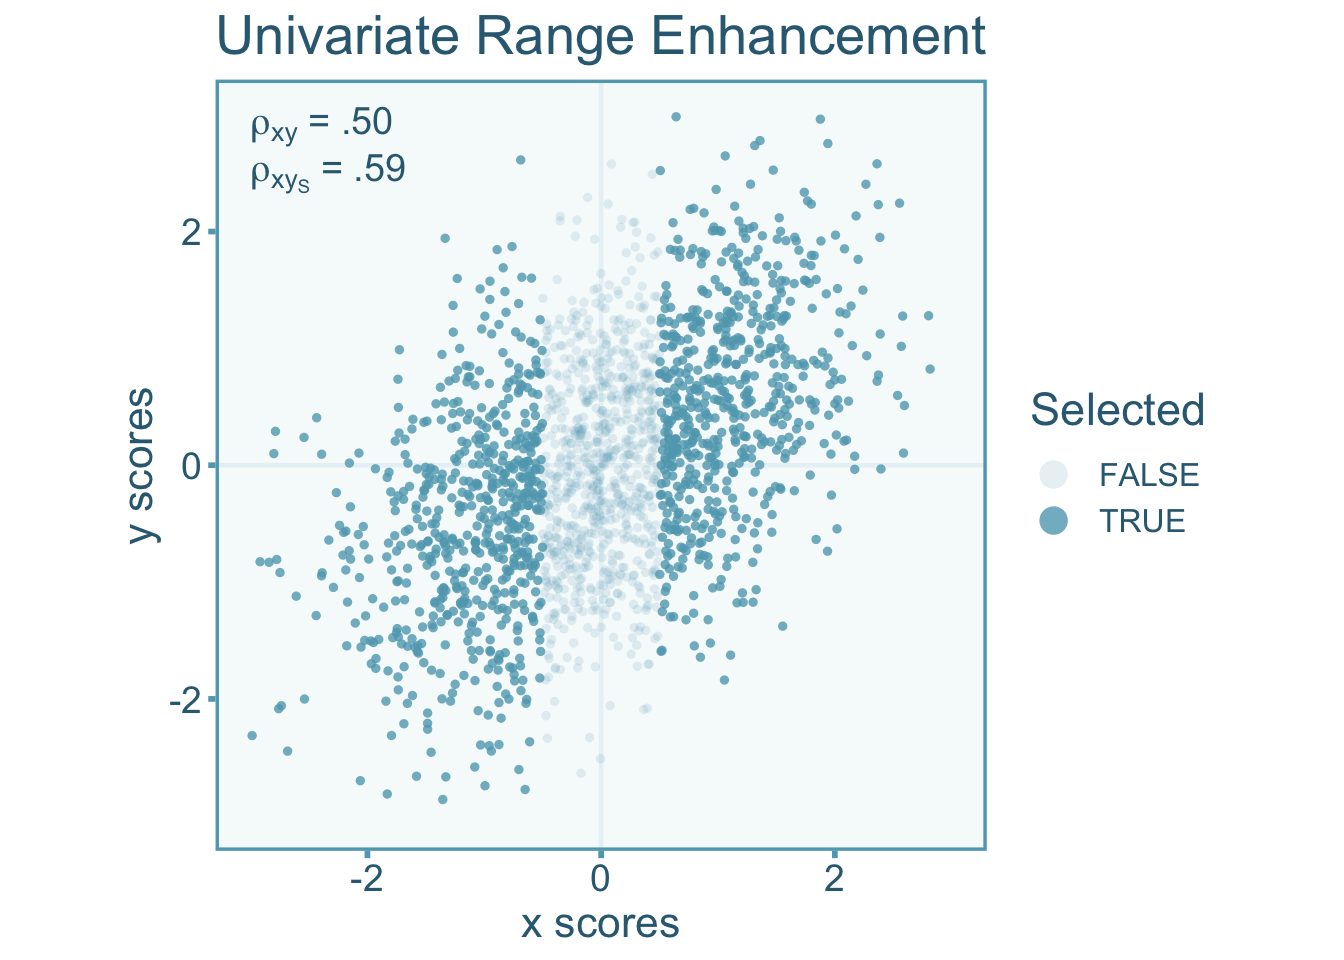 Univariate Range Enhancement
ρxy = .50
ρxyS = .59
2
0
-2
y scores
-2
0
2
x scores
Selected
FALSE
TRUE